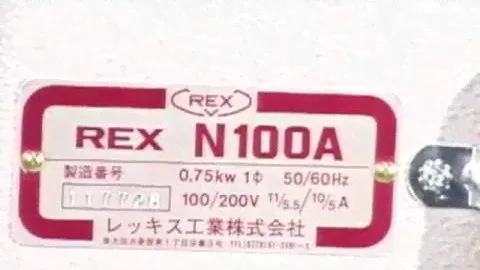 REX
REX N100A
製造番号 0.75kw 1Φ 50/60Hz
100/200V 11/5.5/10/5A
レッキス工業株式会社